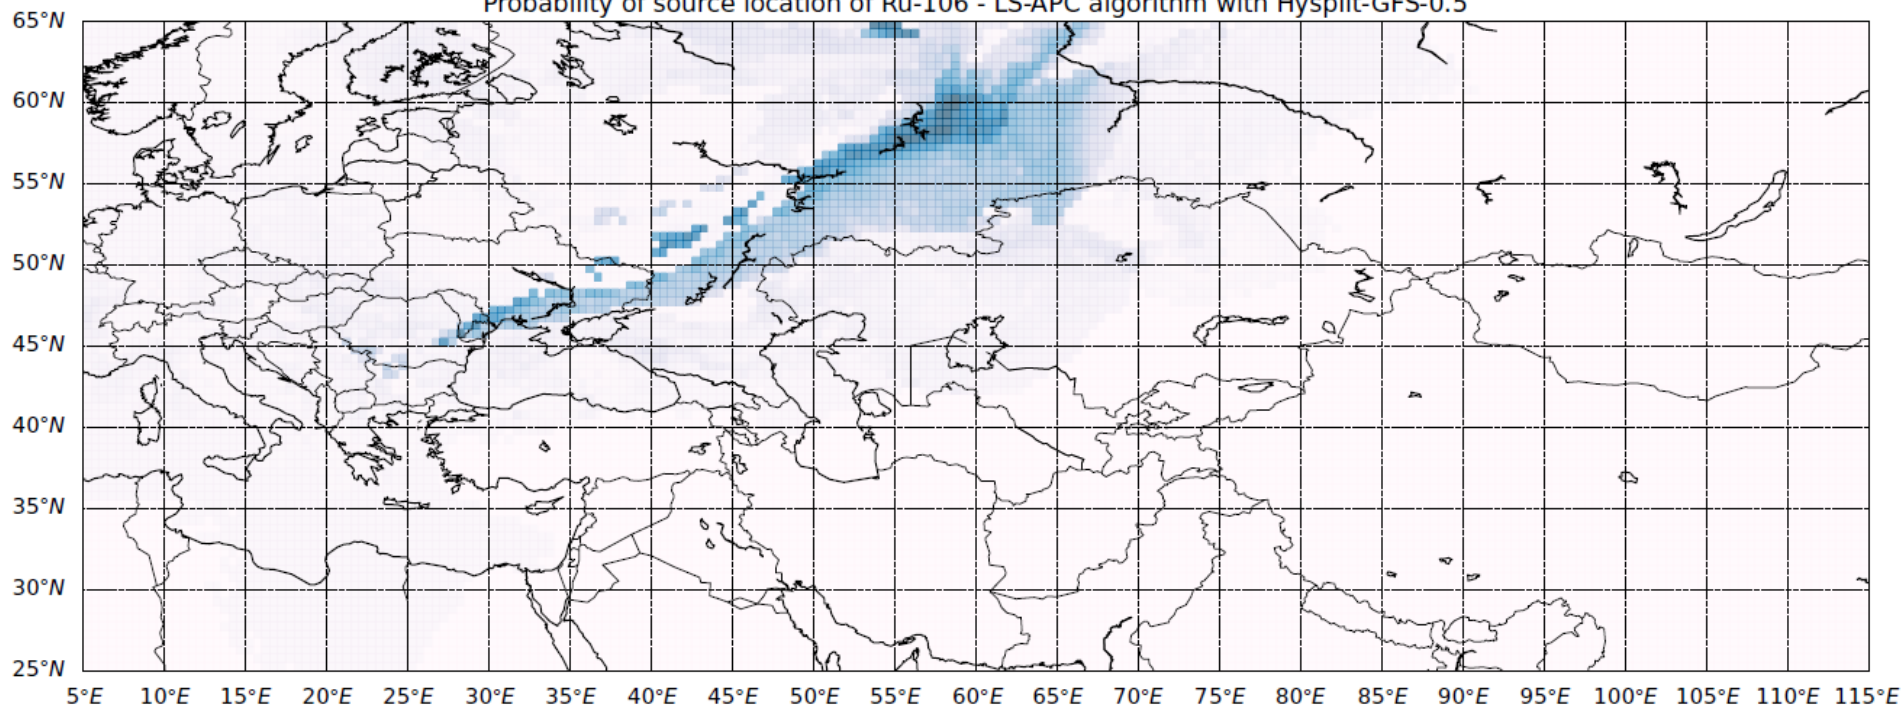 Probability of source location of Ru-106 - LS-APC algorithm with Hysplit-GFS-0.5
65°N
60°N
55°N
50°N
45°N
40°N
35°N
30°N
25°N
5°E 10°E 15°E 20°E 25°E 30°E 35°E 40°E 45°E 50°E 55°E 60°E 65°E 70°E 75°E 80°E 85°E 90°E 95°E 100°E 105°E 110°E 115°E